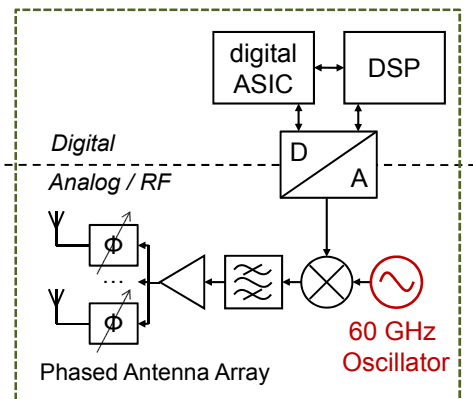 digital
ASIC
DSP
Digital
D
A
Analog / RF
Φ
...
Φ
60 GHz
Oscillator
Phased Antenna Array